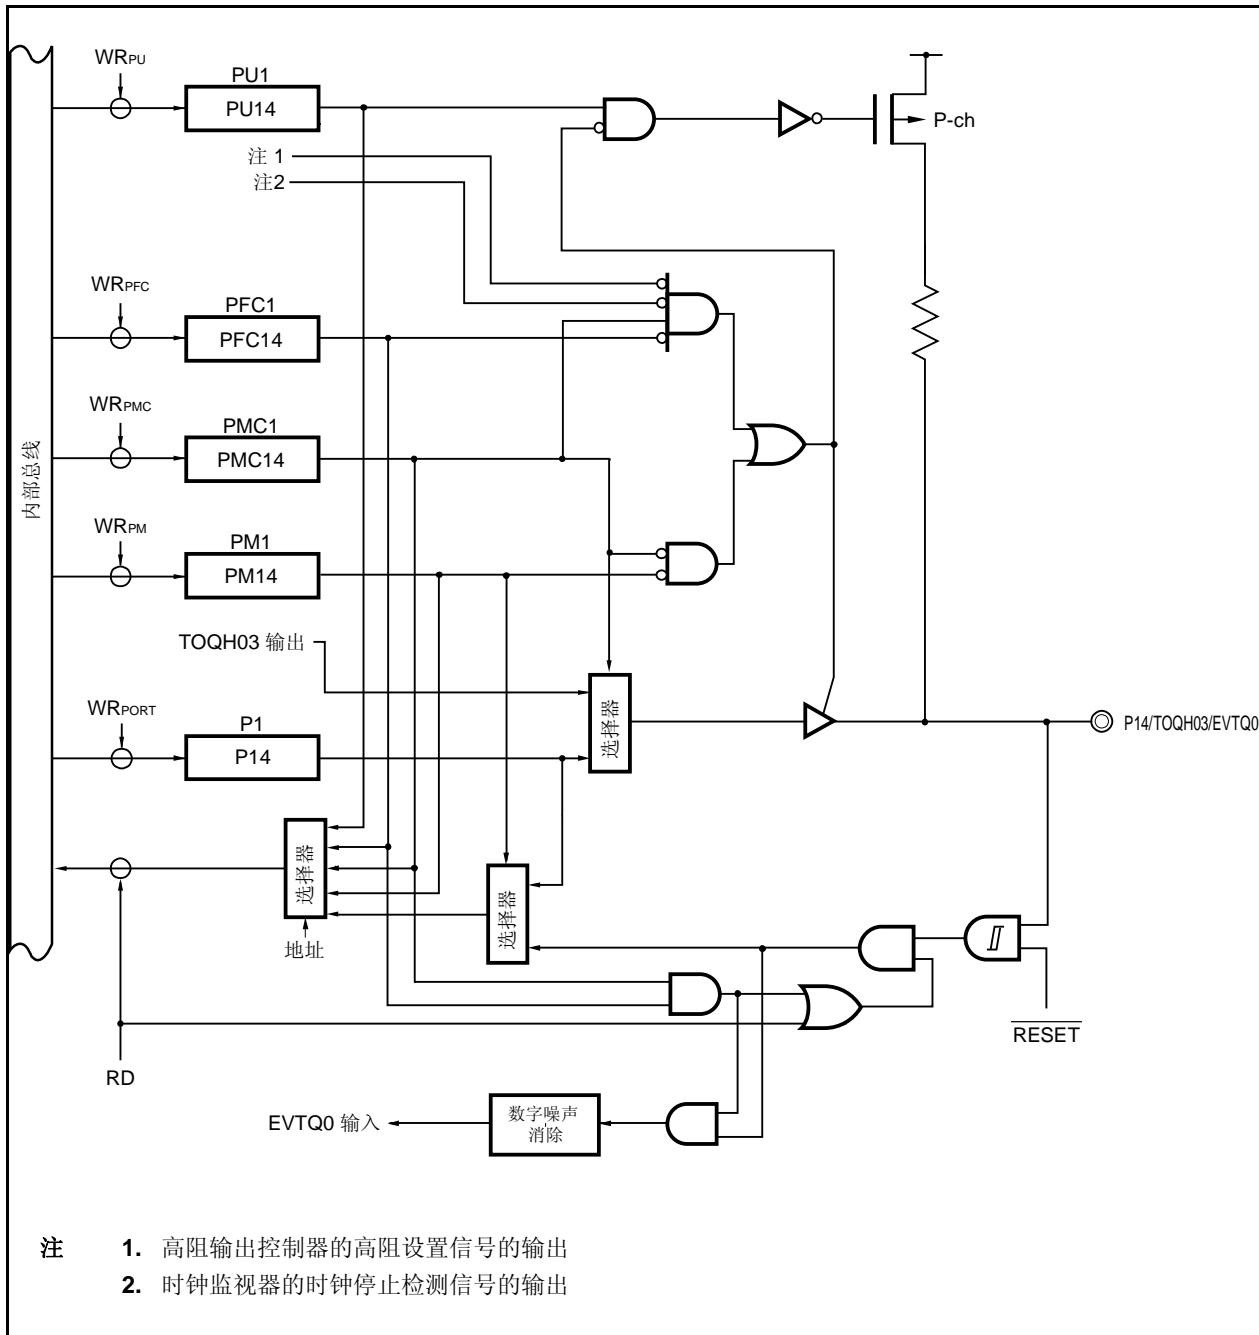 WRPU
PU1
PU14
P-ch
注 1
注2
WRPFC
PFC1
PFC14
WRPMC
PMC1
PMC14
内部总线
WRPM
PM1
PM14
TOQH03 输出
选择器
WRPORT
P1
P14
P14/TOQH03/EVTQ0
选择器
选择器
地址
RESET
RD
EVTQ0 输入
数字噪声
消除
注 1. 高阻输出控制器的高阻设置信号的输出
2. 时钟监视器的时钟停止检测信号的输出